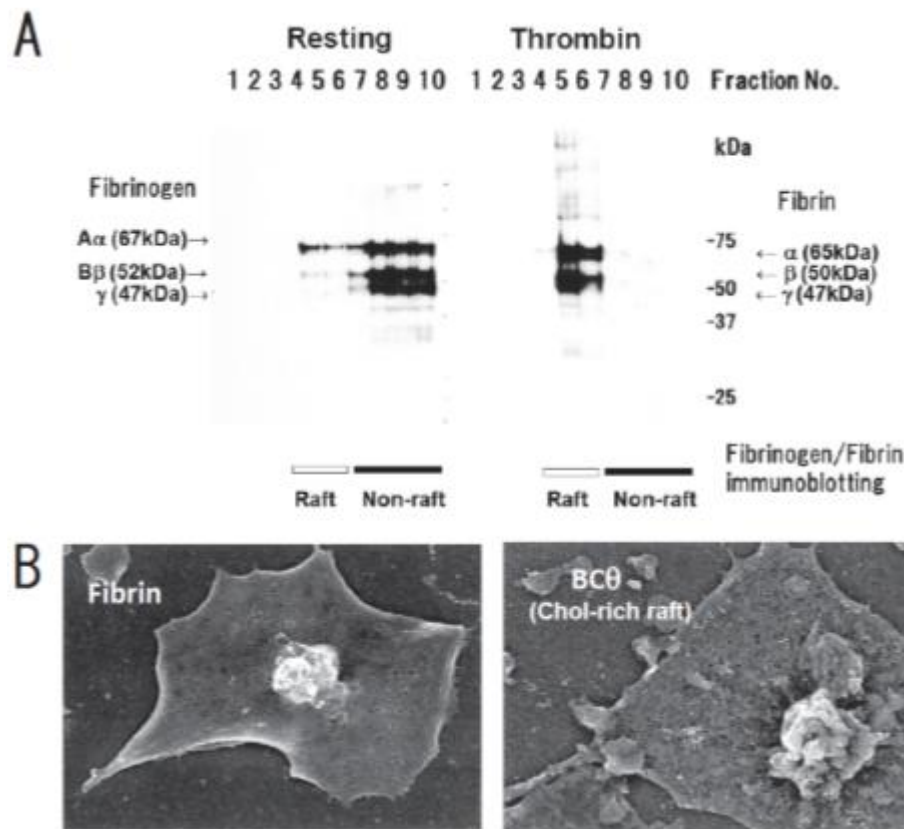 A
Resting Thrombin
1 2 3 4 5 6 7 8 9 10 1 2 3 4 5 6 7 8 9 10 Fraction No.
kDa
Fibrinogen Fibrin
Aα (67kDa)→ -75 ← α (65kDa)
Bβ (52kDa)→ ← β (50kDa)
γ (47kDa)→ -50 ← γ (47kDa)
-37
-25
Raft Non-raft Raft Non-raft Fibrinogen/Fibrin
immunoblotting
B
Fibrin BCθ
(Chol-rich raft)